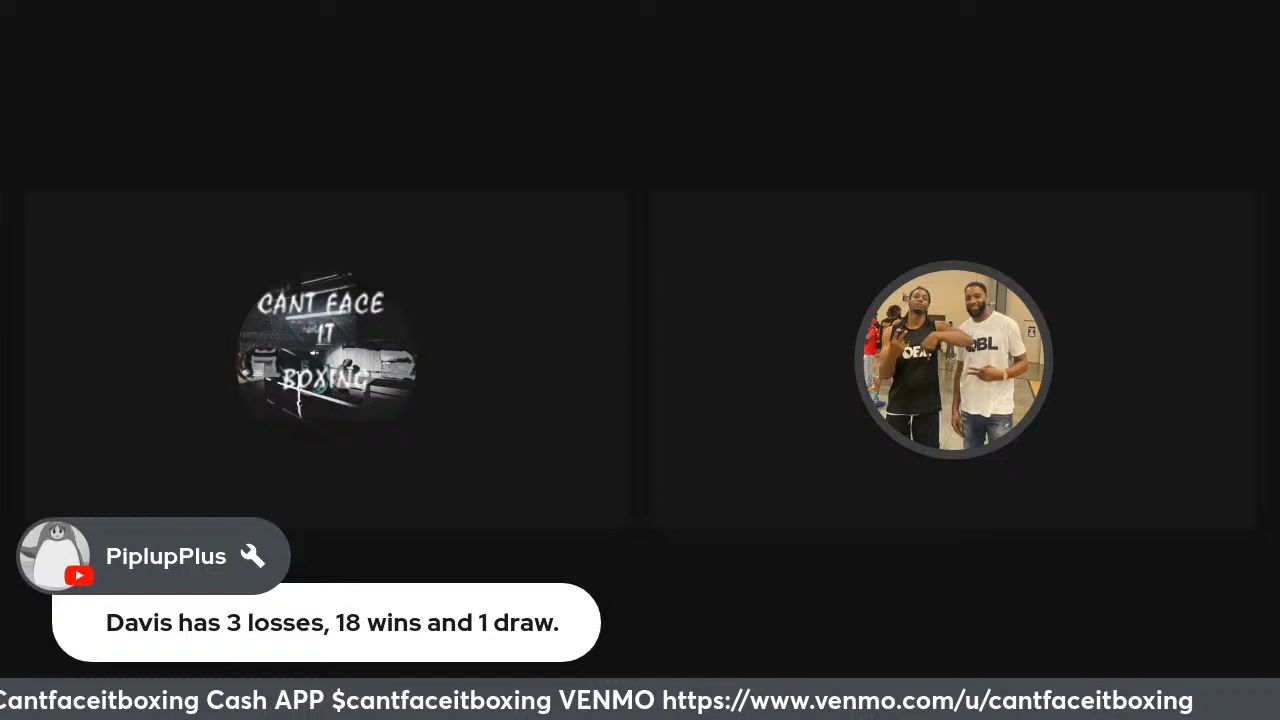 CANT FACE
IT
BOXING
QBL
PiplupPlus
Davis has 3 losses, 18 wins and 1 draw.
Cantfaceitboxing Cash APP $cantfaceitboxing VENMO https://www.venmo.com/u/cantfaceitboxing